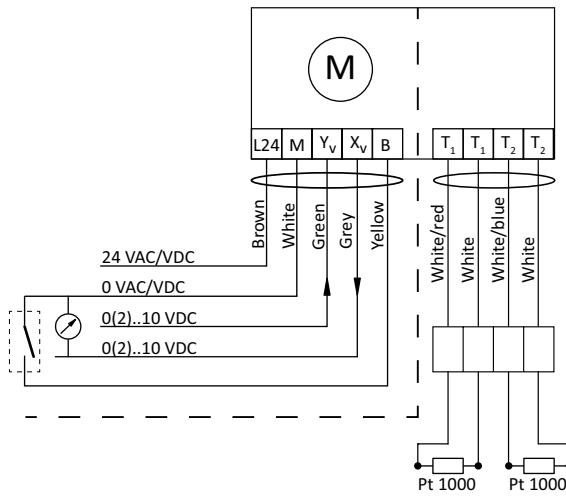 M
L24 M Yv Xv B T1 T1 T2 T2
Brown
White
Green
Grey
Yellow
White/red
White
White/blue
White
24 VAC/VDC
0 VAC/VDC
0(2)..10 VDC
0(2)..10 VDC
Pt 1000 Pt 1000